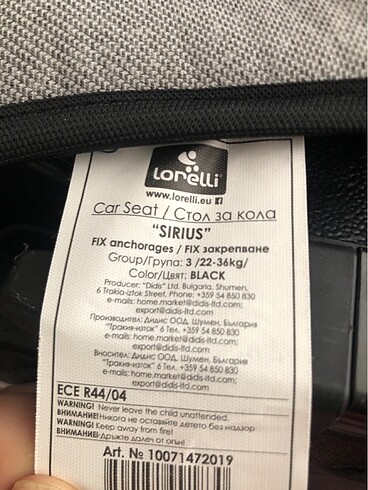 lorelli
www.lorelli.eu
Car Seat / Стол за кола
"SIRIUS"
FIX anchorages / FIX закрепване
Group/Група: 3 /22-36kg/
Color/Цвят: BLACK
Producer: "Didis" Ltd. Bulgaria, Shumen,
6 Trakia-iztok Street, Phone: +359 54 850 830
e-mails: home.market@didis-ltd.com;
export@didis-ltd.com
Производител: Дидис ООД, Шумен, България
"Тракия-изток" 6 Тел. +359 54 850 830
e-mails: home.market@didis-ltd.com;
export@didis-ltd.com
Вносител: Дидис ООД, Шумен, България
"Тракия-изток" 6 Тел. +359 54 850 830
e-mails: home.market@didis-ltd.com;
export@didis-ltd.com
ECE R44/04
WARNING! Never leave the child unattended.
ВНИМАНИЕ! Никога не оставяйте детето без надзор
WARNING! Keep away from fire!
ВНИМАНИЕ! Дръжте далеч от огън!
Art. № 10071472019